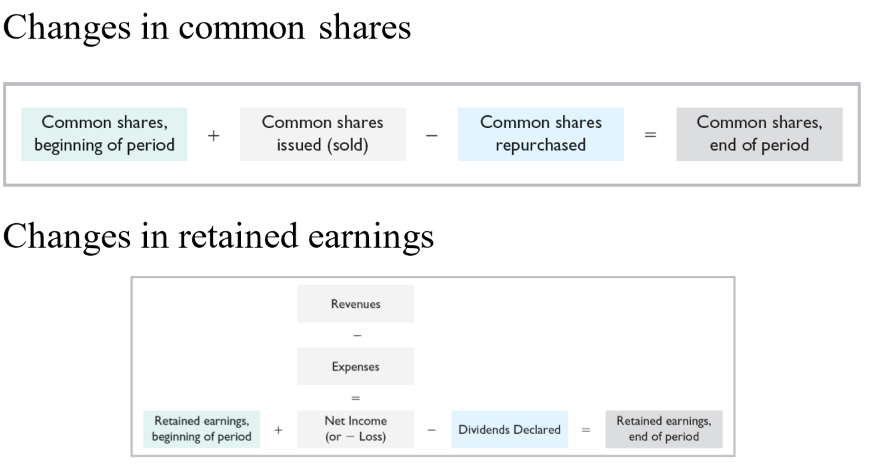 Changes in common shares
Common shares, beginning of period + Common shares issued (sold) − Common shares repurchased = Common shares, end of period
Changes in retained earnings
Revenues
−
Expenses
=
Retained earnings, beginning of period + Net Income (or − Loss) − Dividends Declared = Retained earnings, end of period